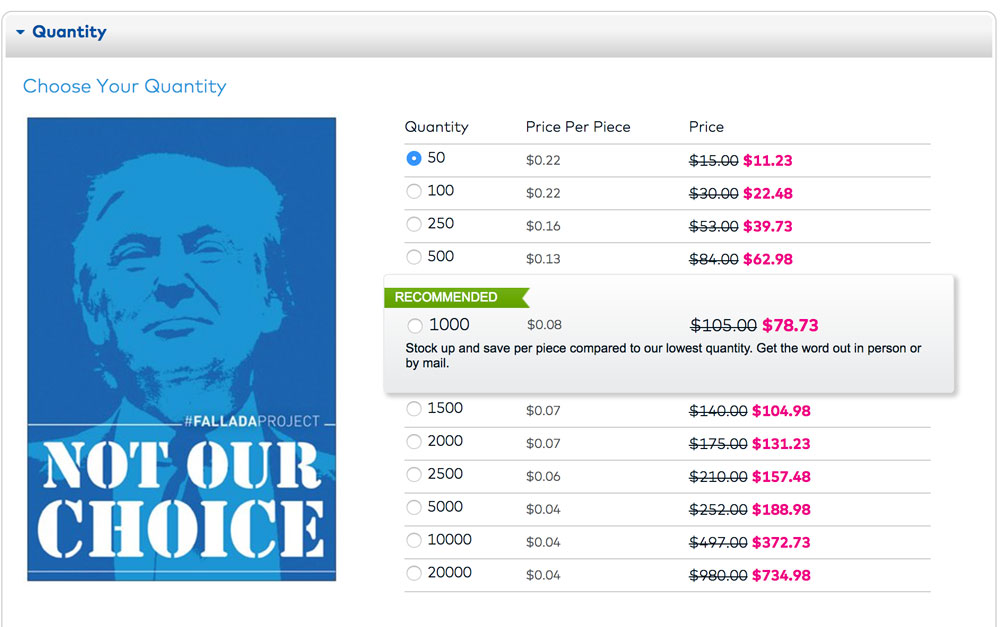 Quantity
Choose Your Quantity
#FALLADAPROJECT
NOT OUR
CHOICE
Quantity Price Per Piece Price
50 $0.22 $15.00 $11.23
100 $0.22 $30.00 $22.48
250 $0.16 $53.00 $39.73
500 $0.13 $84.00 $62.98
RECOMMENDED
1000 $0.08 $105.00 $78.73
Stock up and save per piece compared to our lowest quantity. Get the word out in person or
by mail.
1500 $0.07 $140.00 $104.98
2000 $0.07 $175.00 $131.23
2500 $0.06 $210.00 $157.48
5000 $0.04 $252.00 $188.98
10000 $0.04 $497.00 $372.73
20000 $0.04 $980.00 $734.98